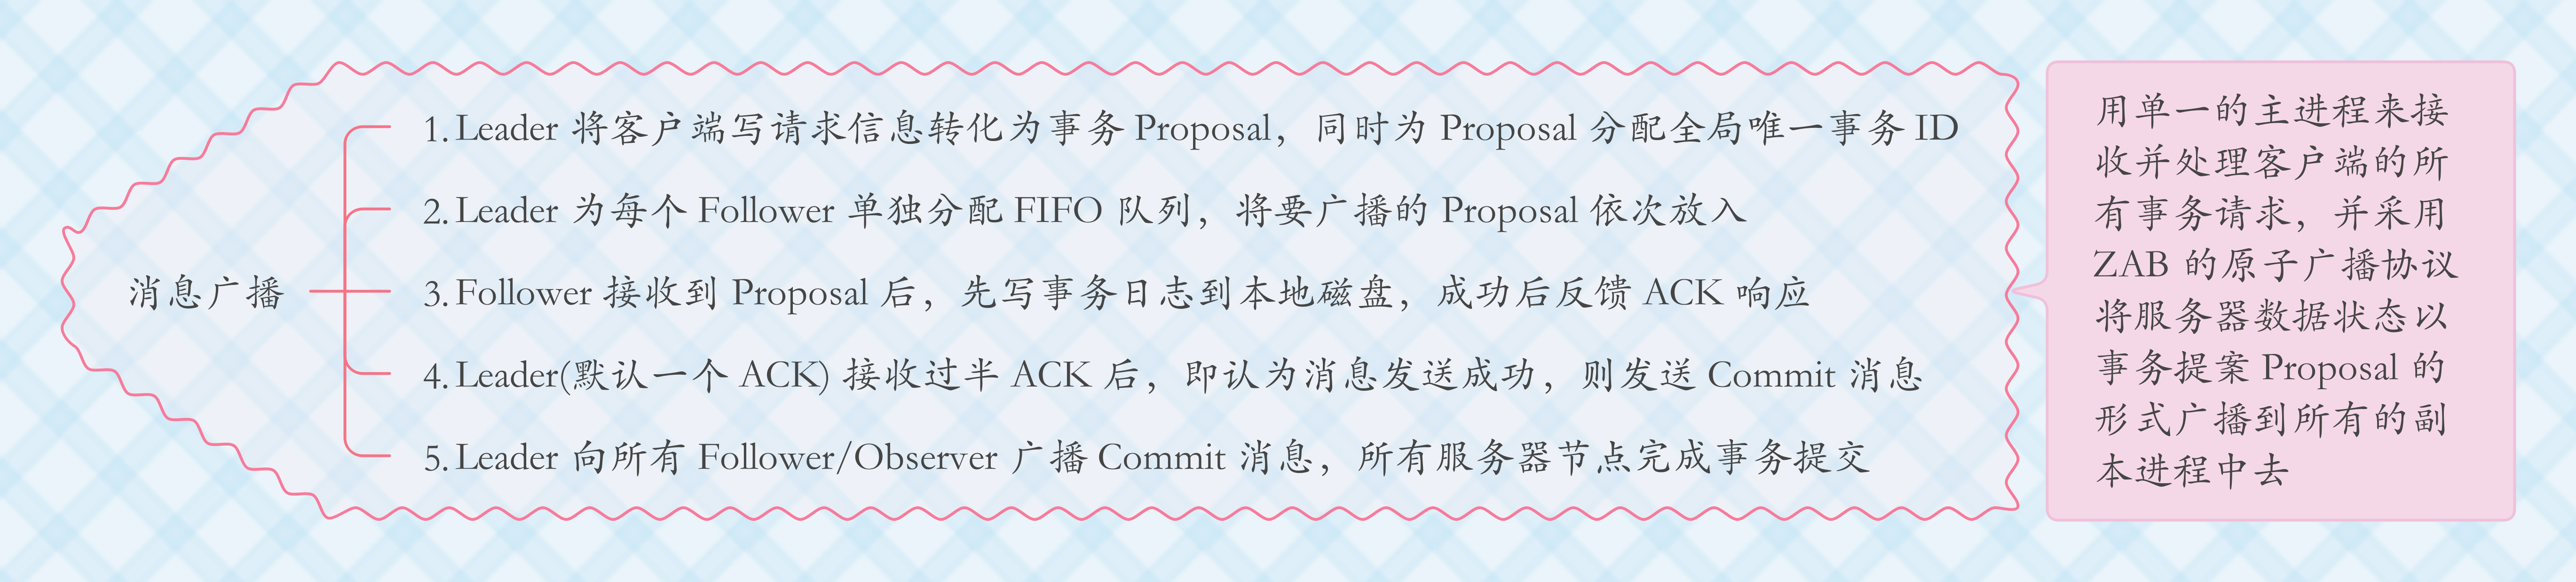 消息广播
1. Leader 将客户端写请求信息转化为事务 Proposal，同时为 Proposal 分配全局唯一事务 ID
2. Leader 为每个 Follower 单独分配 FIFO 队列，将要广播的 Proposal 依次放入
3. Follower 接收到 Proposal 后，先写事务日志到本地磁盘，成功后反馈 ACK 响应
4. Leader(默认一个 ACK) 接收过半 ACK 后，即认为消息发送成功，则发送 Commit 消息
5. Leader 向所有 Follower/Observer 广播 Commit 消息，所有服务器节点完成事务提交
用单一的主进程来接
收并处理客户端的所
有事务请求，并采用
ZAB 的原子广播协议
将服务器数据状态以
事务提案 Proposal 的
形式广播到所有的副
本进程中去